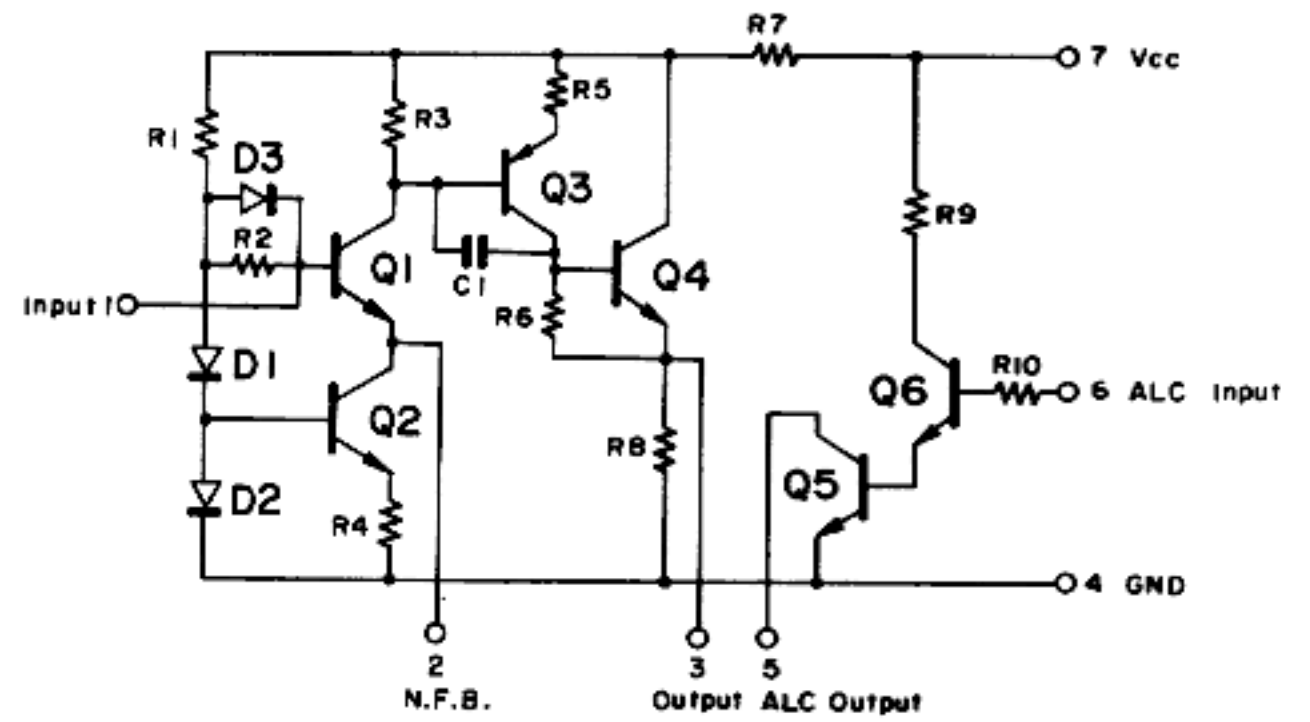 R7
7 Vcc
R5
R1
R3
D3
Q3
R9
R2
Q1
Q4
C1
Input 1
R6
D1
R10
Q6
6 ALC Input
Q2
R8
Q5
D2
R4
4 GND
2
3
5
N.F.B.
Output
ALC Output